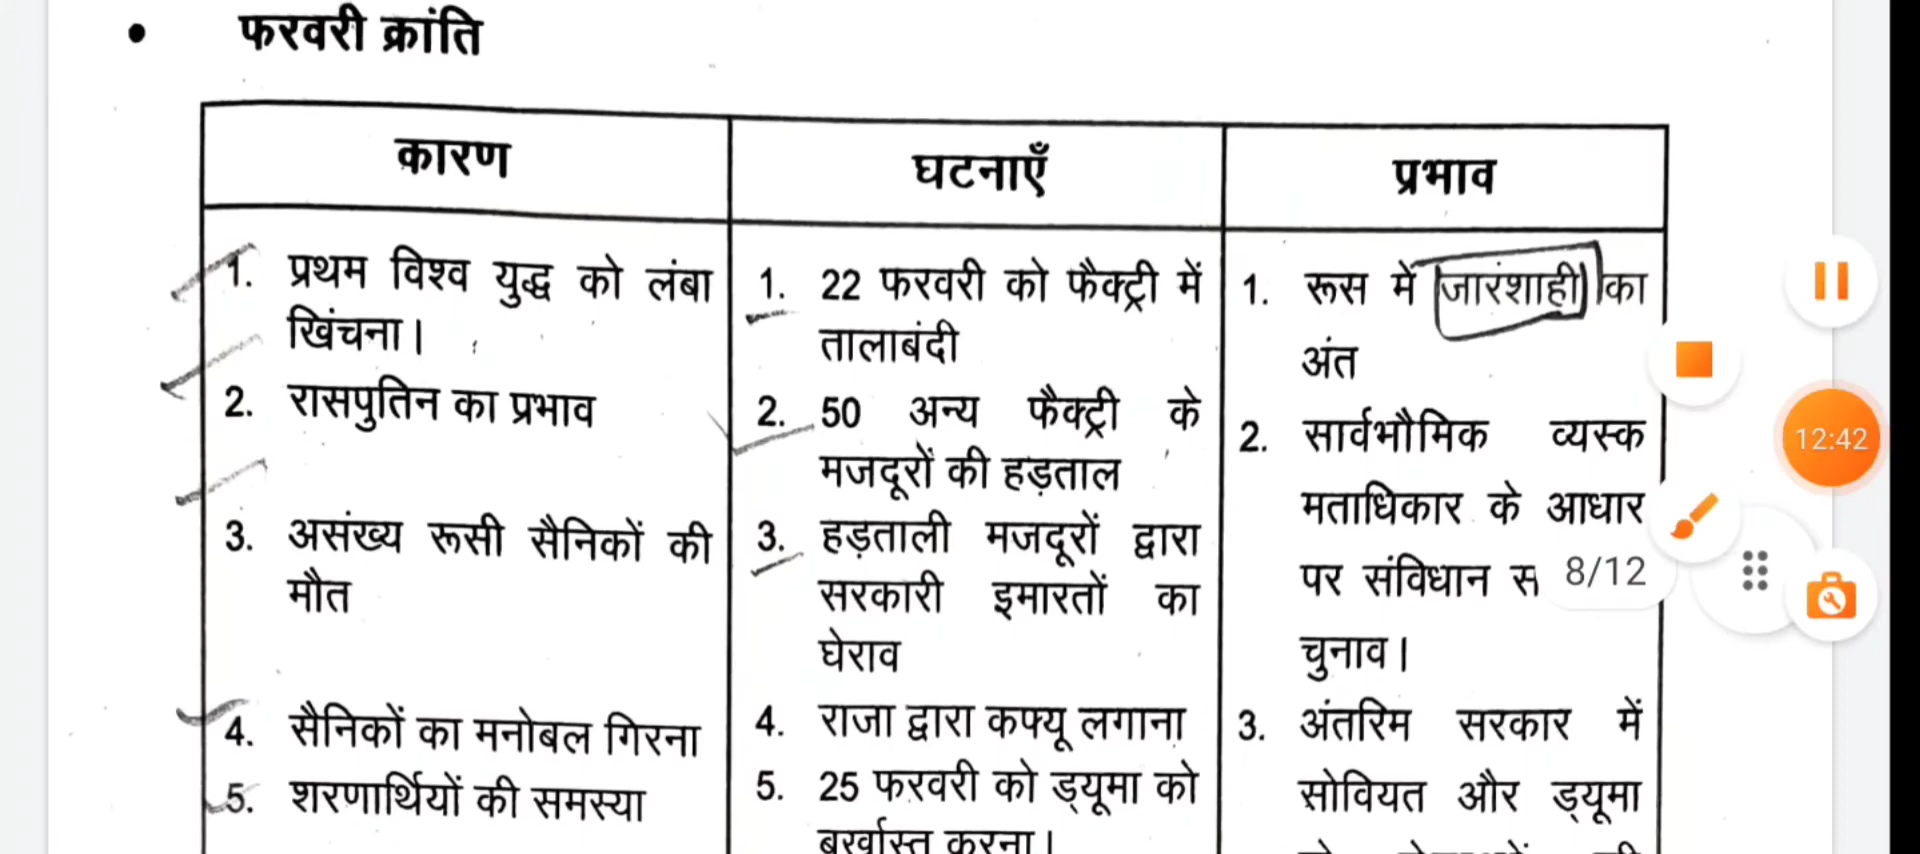 • फरवरी क्रांति
कारण
घटनाएँ
प्रभाव
1. प्रथम विश्व युद्ध को लंबा
खिंचना।
2. रासपुतिन का प्रभाव
3. असंख्य रूसी सैनिकों की
मौत
4. सैनिकों का मनोबल गिरना
5. शरणार्थियों की समस्या
1. 22 फरवरी को फैक्ट्री में
तालाबंदी
2. 50 अन्य फैक्ट्री के
मजदूरों की हड़ताल
3. हड़ताली मजदूरों द्वारा
सरकारी इमारतों का
घेराव
4. राजा द्वारा कफ्यू लगाना
5. 25 फरवरी को ड्यूमा को
बर्खास्त करना।
1. रूस में जारंशाही का
अंत
2. सार्वभौमिक व्यस्क
मताधिकार के आधार
पर संविधान
चुनाव।
3. अंतरिम सरकार में
सोवियत और ड्यूमा
12:42
8/12